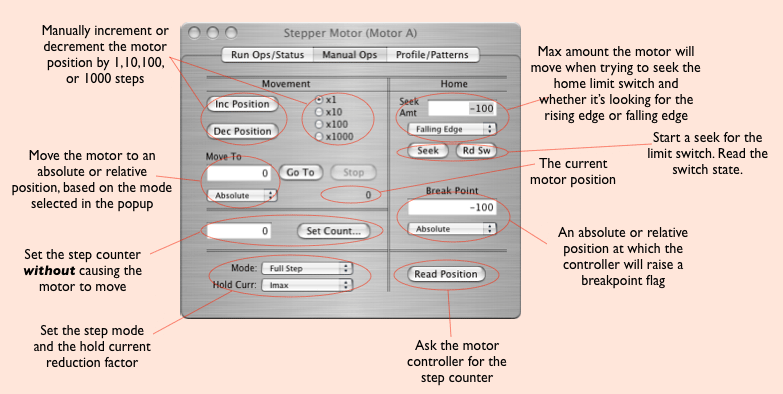 Manually increment or
decrement the motor
position by 1,10,100,
or 1000 steps
Stepper Motor (Motor A)
Run Ops/Status
Manual Ops
Profile/Patterns
Movement
Inc Position
Dec Position
x1
x10
x100
x1000
Home
Seek
Amt
-100
Falling Edge
Seek
Rd Sw
Max amount the motor will
move when trying to seek the
home limit switch and
whether it's looking for the
rising edge or falling edge
Start a seek for the
limit switch. Read the
switch state.
Move the motor to an
absolute or relative
position, based on the mode
selected in the popup
Move To
0
Go To
Stop
Absolute
0
The current
motor position
Break Point
-100
Absolute
An absolute or relative
position at which the
controller will raise a
breakpoint flag
Set the step counter
without causing the
motor to move
0
Set Count...
Mode:
Full Step
Hold Curr:
Imax
Read Position
Set the step mode
and the hold current
reduction factor
Ask the motor
controller for the
step counter